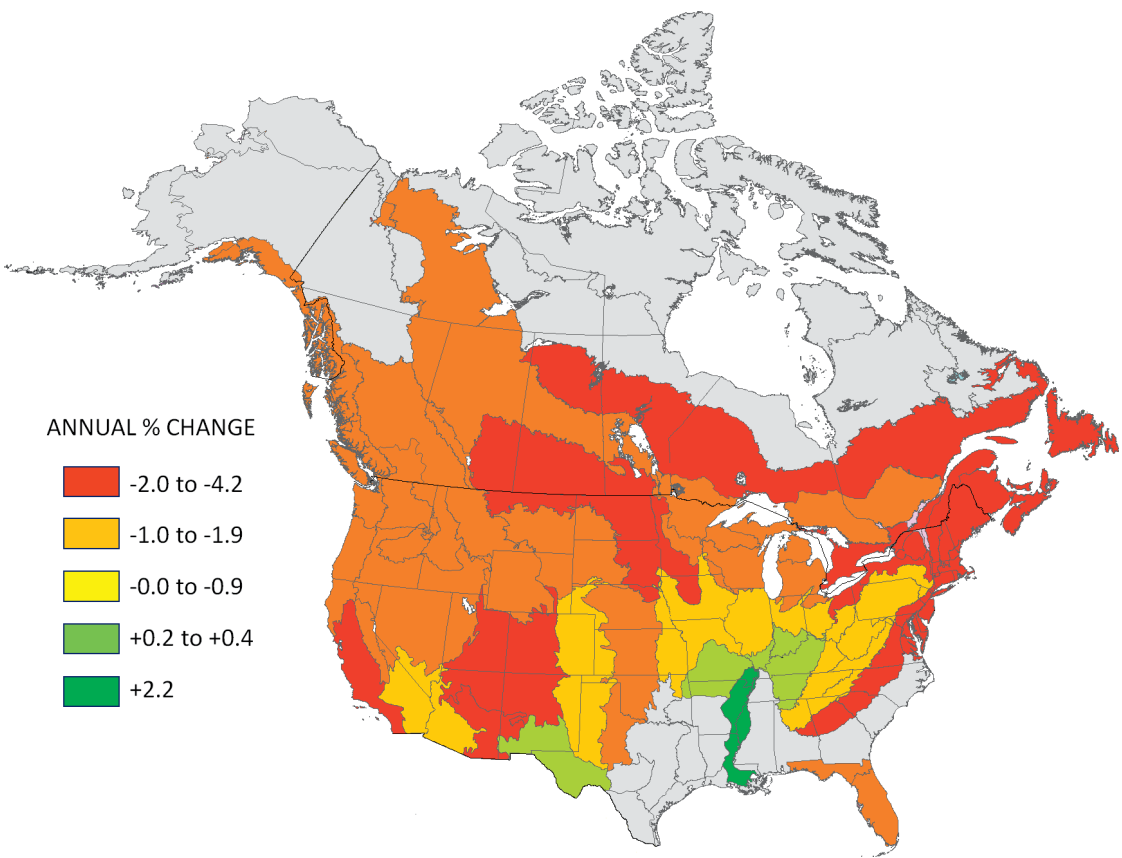 ANNUAL % CHANGE
-2.0 to -4.2
-1.0 to -1.9
-0.0 to -0.9
+0.2 to +0.4
+2.2